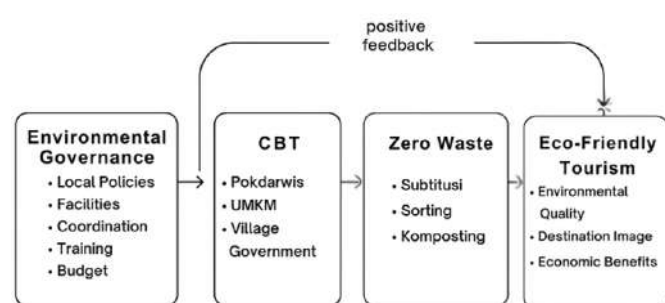 positive
feedback
Environmental
Governance
• Local Policies
• Facilities
• Coordination
• Training
• Budget
CBT
• Pokdarwis
• UMKM
• Village
Government
Zero Waste
• Subtitusi
• Sorting
• Komposting
Eco-Friendly
Tourism
• Environmental
Quality
• Destination Image
• Economic Benefits